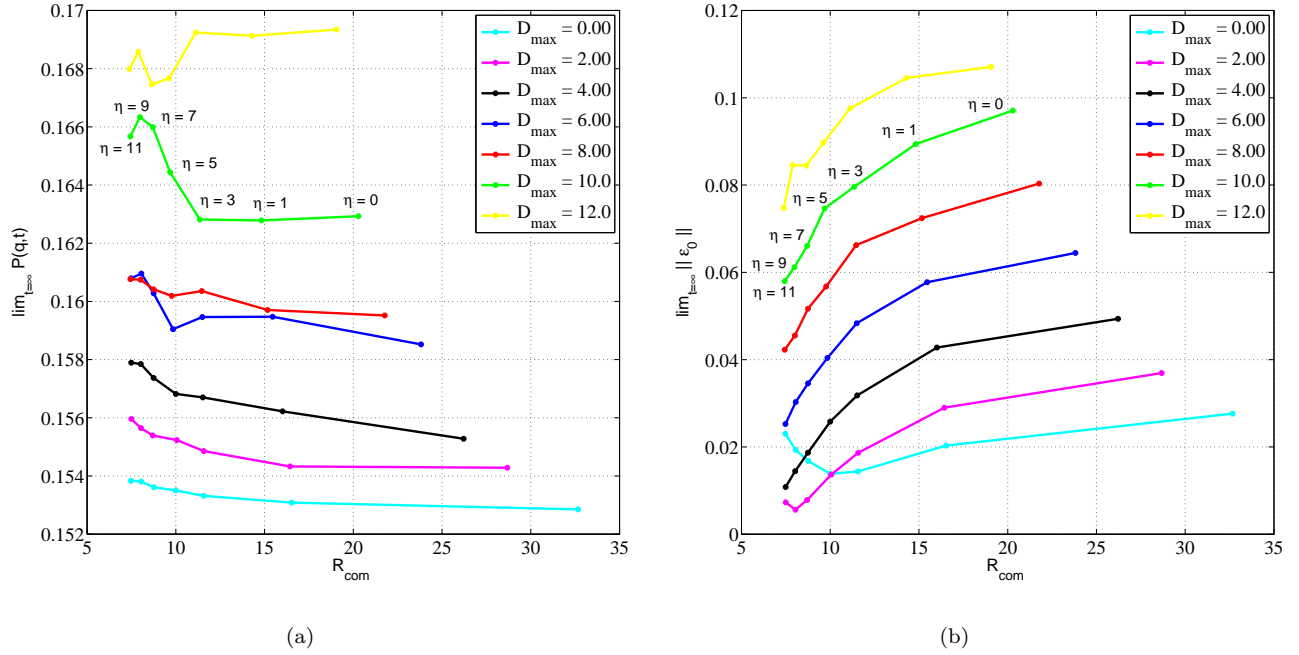 0.17
0.168
0.166
0.164
0.162
0.16
0.158
0.156
0.154
0.152
5 10 15 20 25 30 35
R_com
lim_{t=∞} P(q,t)
η = 9
η = 7
η = 11
η = 5
η = 3
η = 1
η = 0
D_max = 0.00
D_max = 2.00
D_max = 4.00
D_max = 6.00
D_max = 8.00
D_max = 10.0
D_max = 12.0
(a)
0.12
0.1
0.08
0.06
0.04
0.02
0
5 10 15 20 25 30 35
R_com
lim_{t=∞} || ε_0 ||
η = 0
η = 1
η = 3
η = 5
η = 7
η = 9
η = 11
D_max = 0.00
D_max = 2.00
D_max = 4.00
D_max = 6.00
D_max = 8.00
D_max = 10.0
D_max = 12.0
(b)